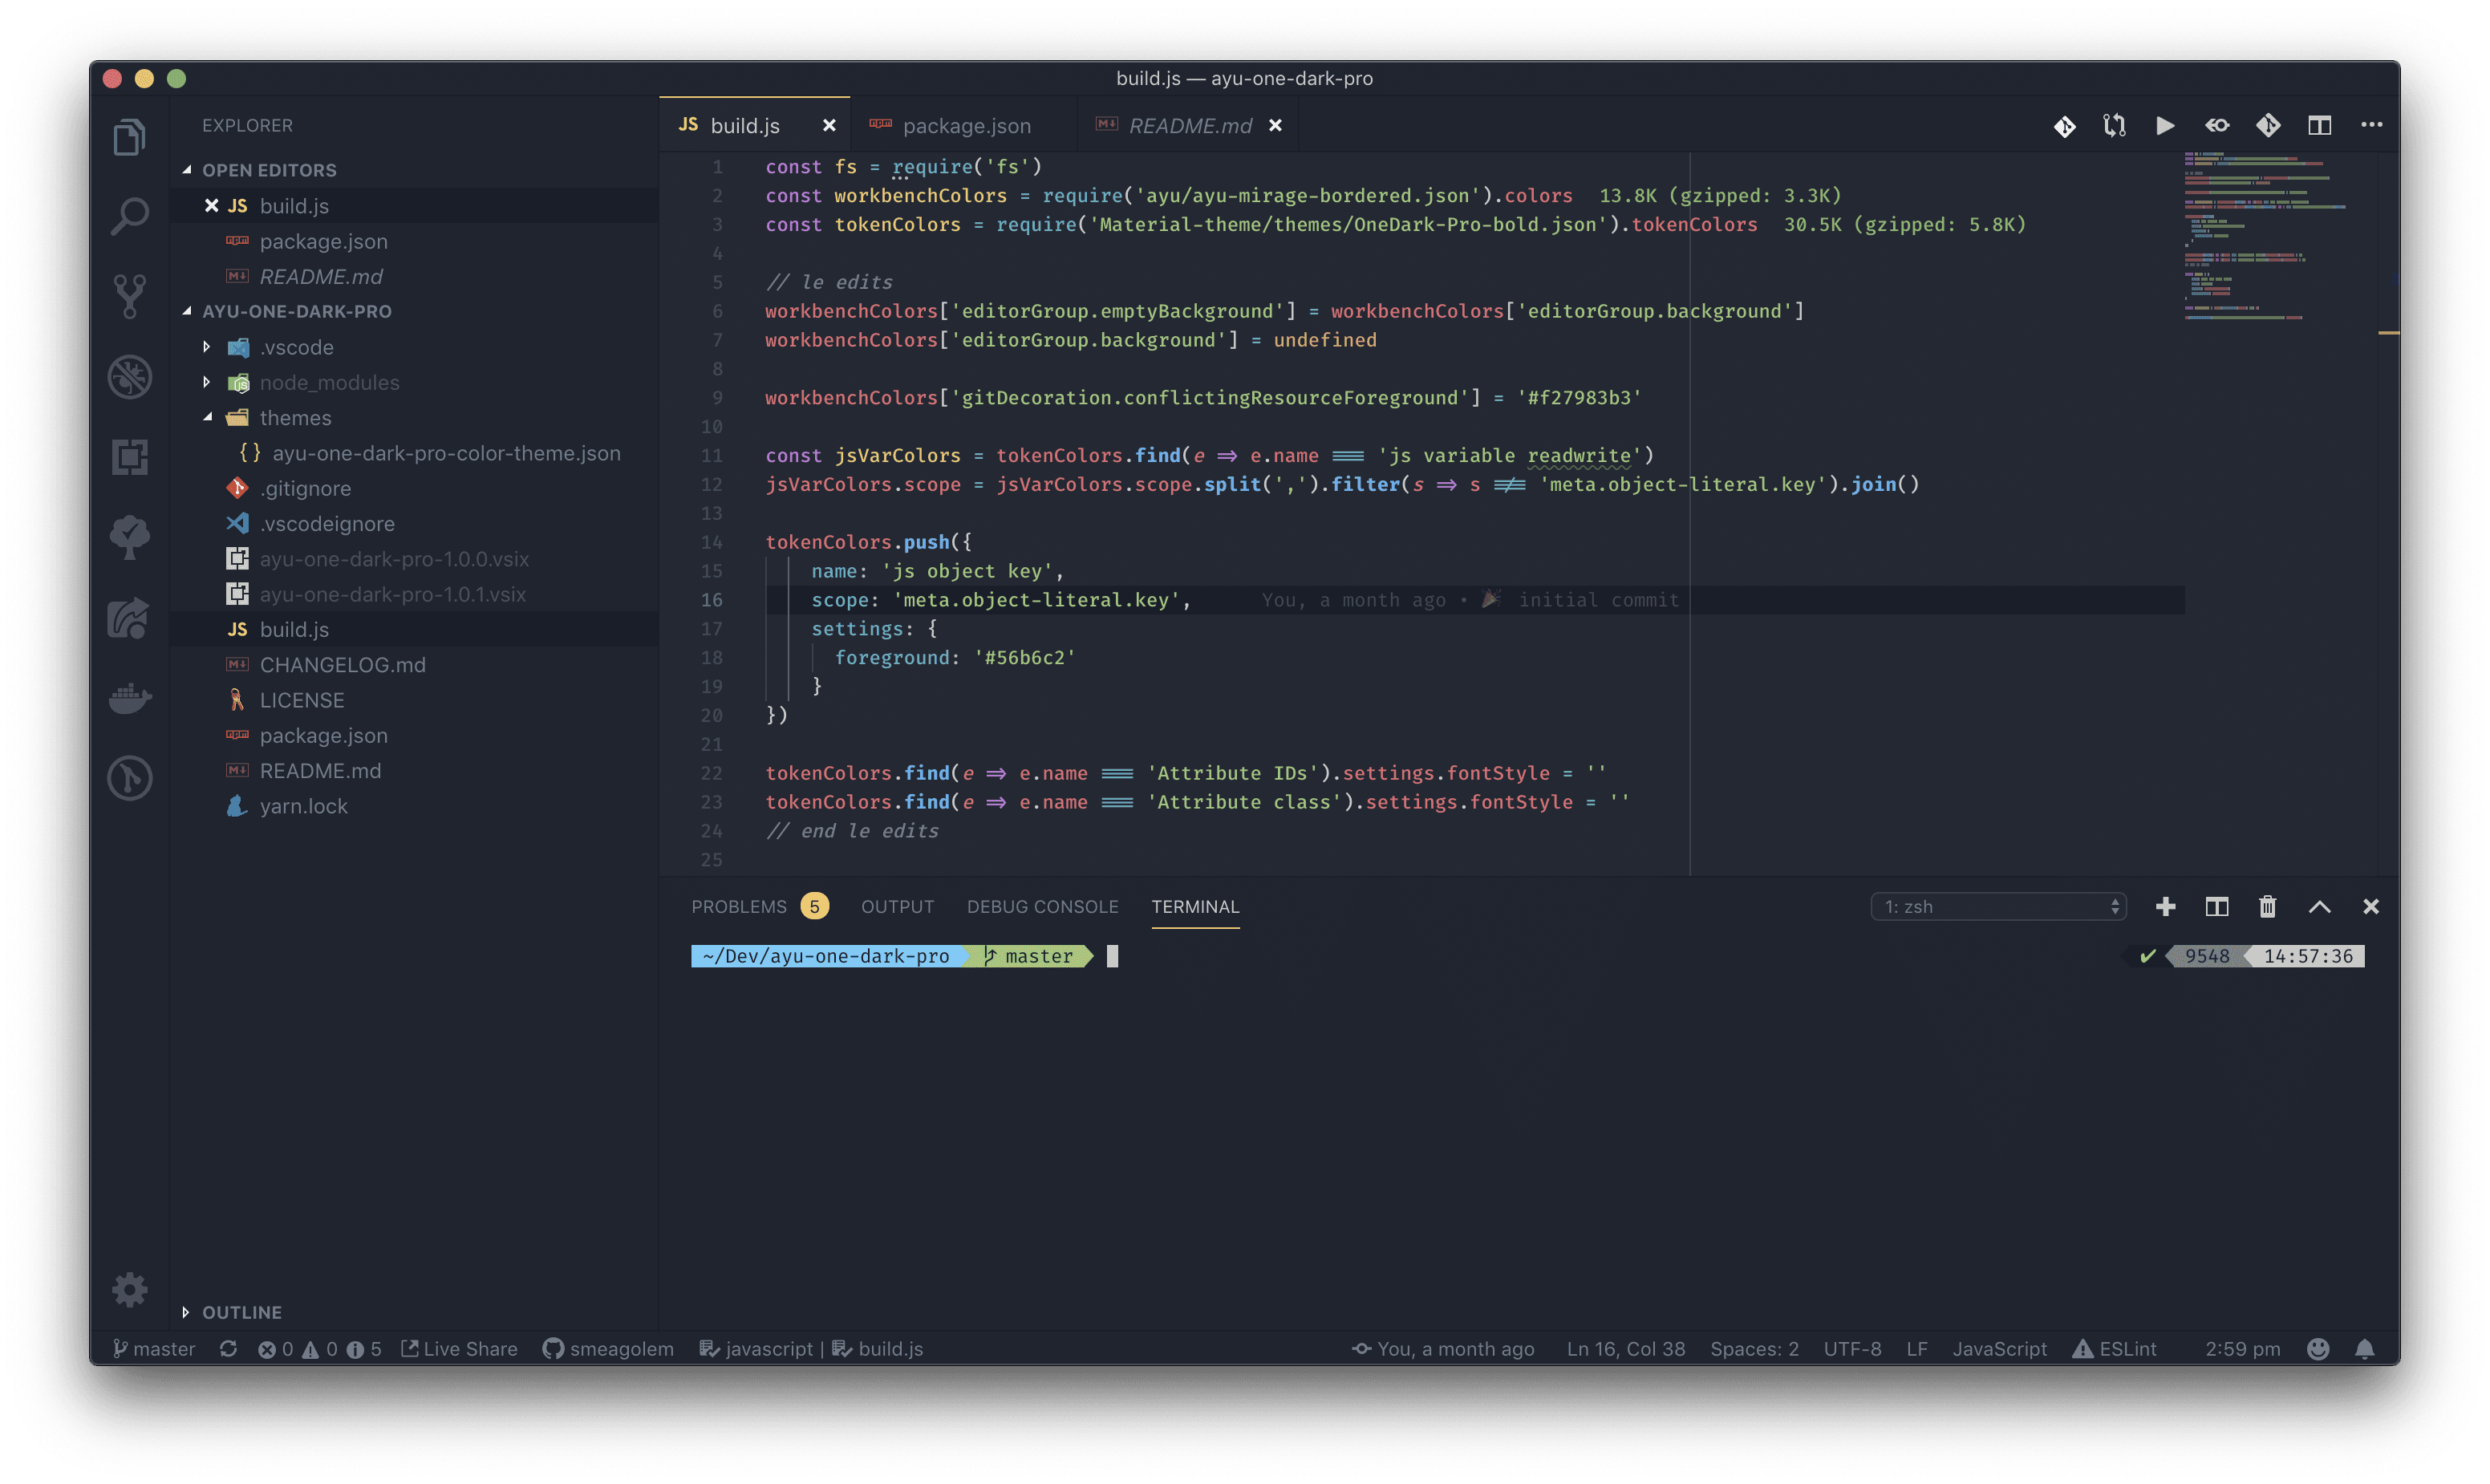 build.js — ayu-one-dark-pro
EXPLORER
OPEN EDITORS
JS build.js
package.json
README.md
AYU-ONE-DARK-PRO
.vscode
node_modules
themes
{} ayu-one-dark-pro-color-theme.json
.gitignore
.vscodeignore
ayu-one-dark-pro-1.0.0.vsix
ayu-one-dark-pro-1.0.1.vsix
JS build.js
CHANGELOG.md
LICENSE
package.json
README.md
yarn.lock
OUTLINE
JS build.js package.json README.md
1 const fs = require('fs')
2 const workbenchColors = require('ayu/ayu-mirage-bordered.json').colors 13.8K (gzipped: 3.3K)
3 const tokenColors = require('Material-theme/themes/OneDark-Pro-bold.json').tokenColors 30.5K (gzipped: 5.8K)
4
5 // le edits
6 workbenchColors['editorGroup.emptyBackground'] = workbenchColors['editorGroup.background']
7 workbenchColors['editorGroup.background'] = undefined
8
9 workbenchColors['gitDecoration.conflictingResourceForeground'] = '#f27983b3'
10
11 const jsVarColors = tokenColors.find(e => e.name === 'js variable readwrite')
12 jsVarColors.scope = jsVarColors.scope.split(',').filter(s => s !== 'meta.object-literal.key').join()
13
14 tokenColors.push({
15 name: 'js object key',
16 scope: 'meta.object-literal.key', You, a month ago • 🎉 initial commit
17 settings: {
18 foreground: '#56b6c2'
19 }
20 })
21
22 tokenColors.find(e => e.name === 'Attribute IDs').settings.fontStyle = ''
23 tokenColors.find(e => e.name === 'Attribute class').settings.fontStyle = ''
24 // end le edits
25
PROBLEMS 5 OUTPUT DEBUG CONSOLE TERMINAL 1: zsh
~/Dev/ayu-one-dark-pro master ✔ 9548 14:57:36
master 0 0 5 Live Share smeagolem javascript | build.js You, a month ago Ln 16, Col 38 Spaces: 2 UTF-8 LF JavaScript ESLint 2:59 pm